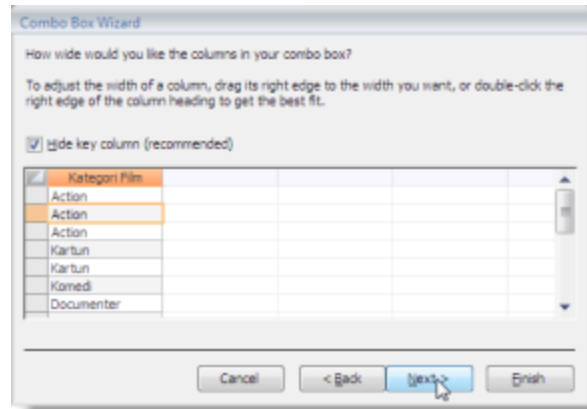 Combo Box Wizard
How wide would you like the columns in your combo box?
To adjust the width of a column, drag its right edge to the width you want, or double-click the
right edge of the column heading to get the best fit.
Hide key column (recommended)
Kategori Film
Action
Action
Action
Kartun
Kartun
Komedi
Documenter
Cancel
< Back
Next >
Finish